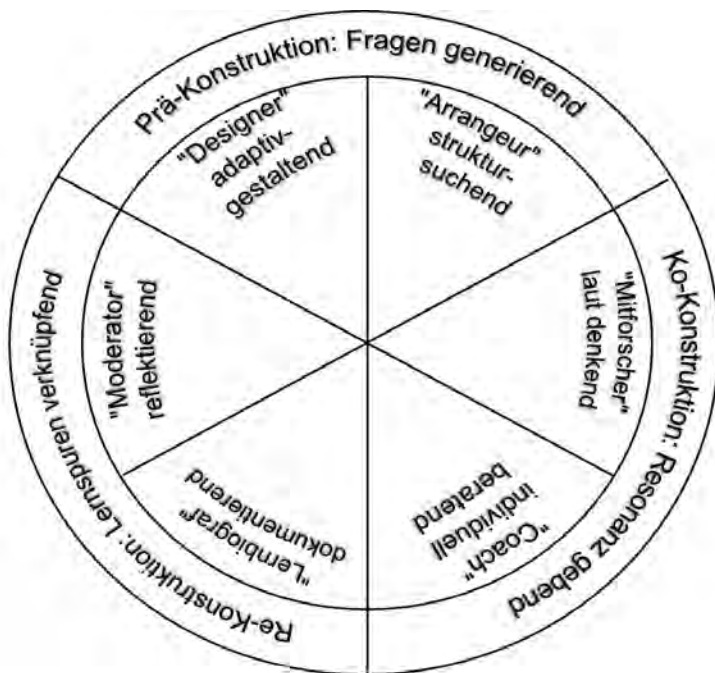 Prä-Konstruktion: Fragen generierend
"Designer"
adaptiv-
gestaltend
"Arrangeur"
struktur-
suchend
Ko-Konstruktion: Resonanz gebend
"Mitforscher"
laut denkend
"Coach"
individuell
beratend
Re-Konstruktion: Lernspuren verknüpfend
"Lernbiograf"
dokumentierend
"Moderator"
reflektierend